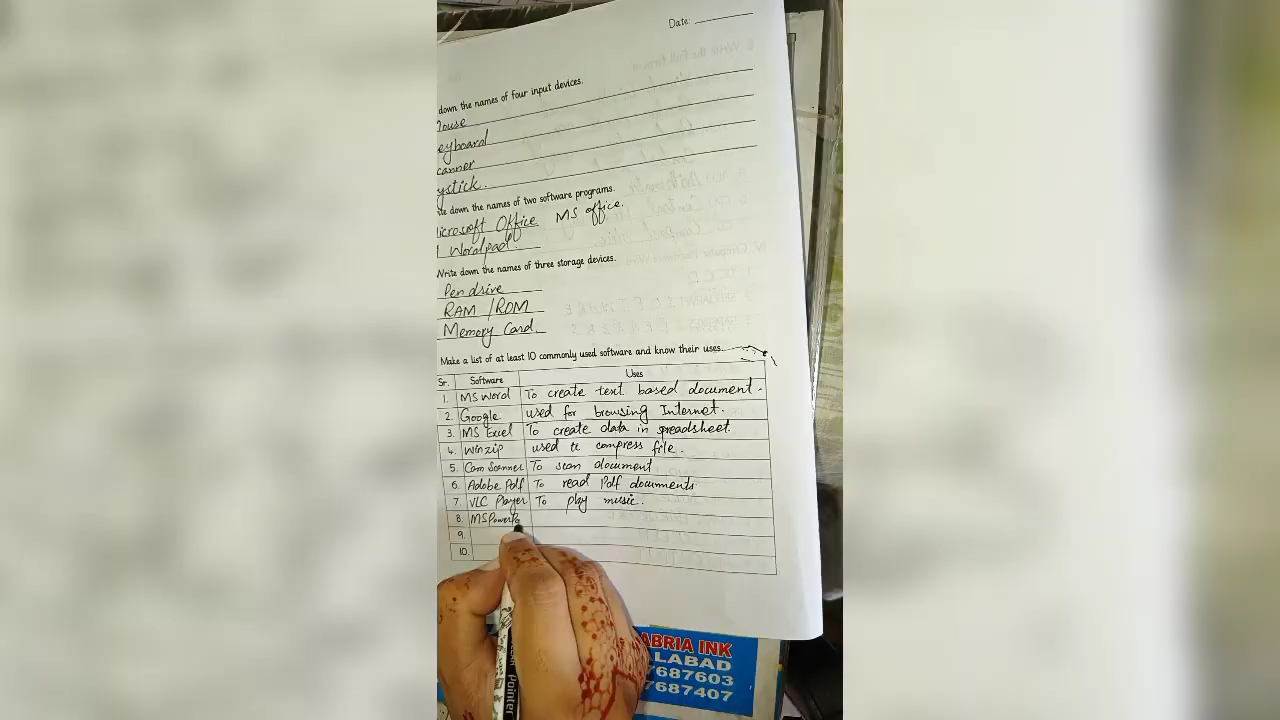 Date:
down the names of four input devices.
ouse
eyboard
canner
ystick.
te down the names of two software programs.
icrosoft Office MS office.
Wordpad.
Write down the names of three storage devices.
Pen drive
RAM / ROM
Memory Card.
Make a list of at least 10 commonly used software and know their uses.
Sr. Software Uses
1. MS Word To create text based document.
2. Google used for browsing Internet.
3. MS Excel To create data in spreadsheet.
4. Winzip used to compress file.
5. Cam Scanner To scan document
6. Adobe Pdf To read Pdf documents
7. VLC Player To play music.
8. MS PowerPo
9.
10.
Pointer
ABRIA INK
LABAD
7687603
7687407